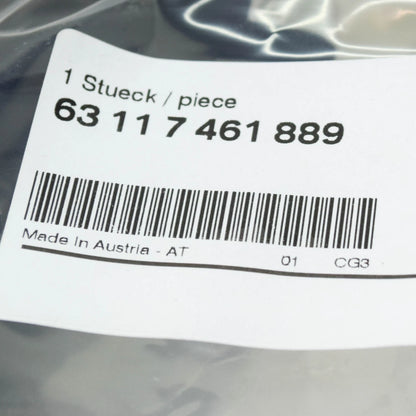 1 Stueck / piece
63 11 7 461 889
Made In Austria - AT 01 CG3